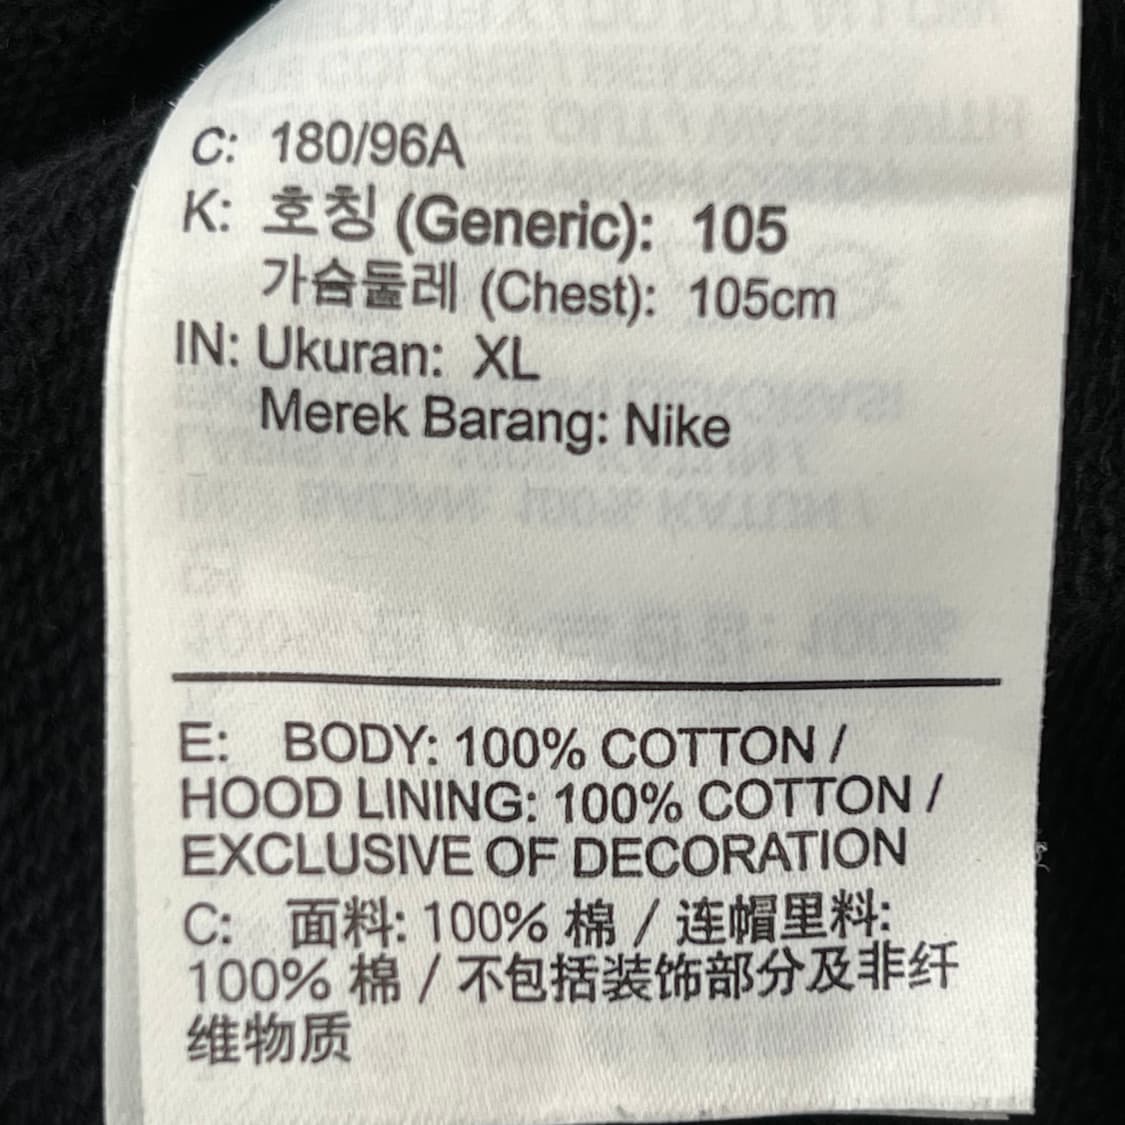 C: 180/96A
K: 호칭 (Generic): 105
가슴둘레 (Chest): 105cm
IN: Ukuran: XL
Merek Barang: Nike
E: BODY: 100% COTTON /
HOOD LINING: 100% COTTON /
EXCLUSIVE OF DECORATION
C: 面料: 100% 棉 / 连帽里料:
100% 棉 / 不包括装饰部分及非纤
维物质